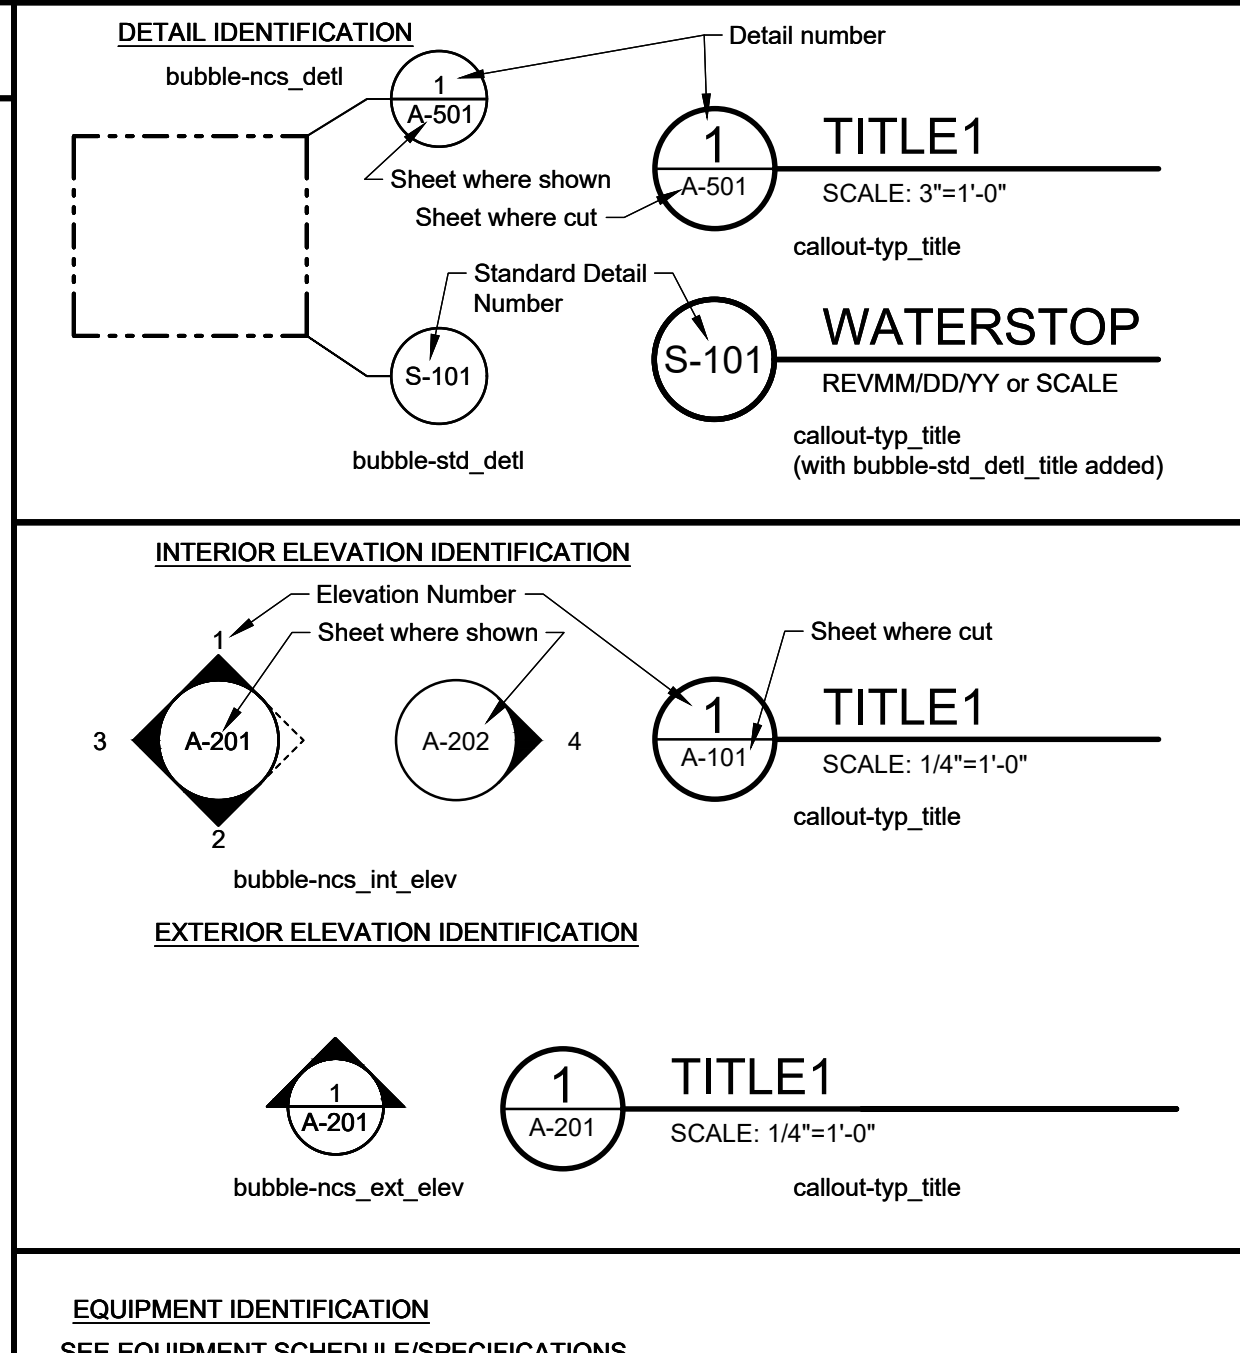 DETAIL IDENTIFICATION
bubble-ncs_detl
1
A-501
Detail number
Sheet where shown
Sheet where cut
1
A-501
TITLE1
SCALE: 3"=1'-0"
callout-typ_title
Standard Detail
Number
S-101
bubble-std_detl
S-101
WATERSTOP
REVMM/DD/YY or SCALE
callout-typ_title
(with bubble-std_detl_title added)
INTERIOR ELEVATION IDENTIFICATION
Elevation Number
Sheet where shown
Sheet where cut
1
3
A-201
2
A-202
4
1
A-101
TITLE1
SCALE: 1/4"=1'-0"
callout-typ_title
bubble-ncs_int_elev
EXTERIOR ELEVATION IDENTIFICATION
1
A-201
bubble-ncs_ext_elev
1
A-201
TITLE1
SCALE: 1/4"=1'-0"
callout-typ_title
EQUIPMENT IDENTIFICATION
SEE EQUIPMENT SCHEDULE/SPECIFICATIONS